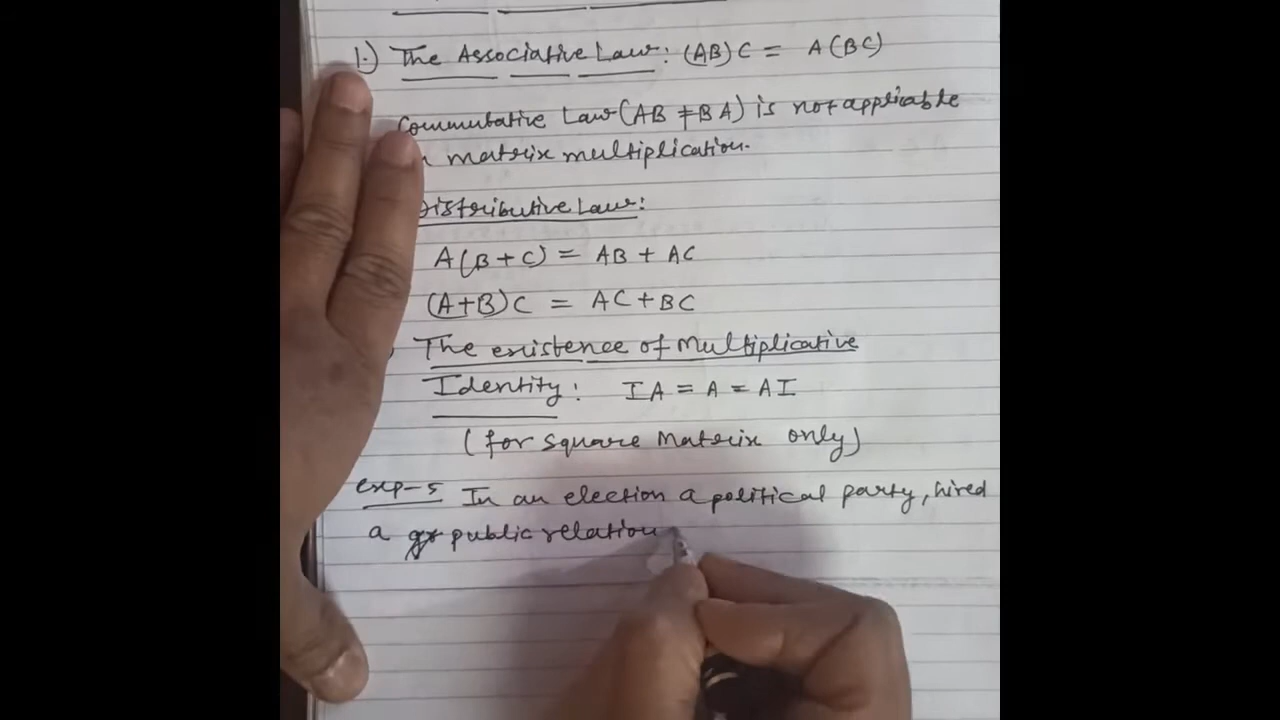 1.) The Associative Law: (AB)C = A(BC)
Commutative Law (AB ≠ BA) is not applicable
matrix multiplication.
Distributive Law:
A(B+C) = AB + AC
(A+B)C = AC+BC
The existence of Multiplicative
Identity: IA = A = AI
(for square Matrix only)
exp-5 In an election a political party, hired
a public relation